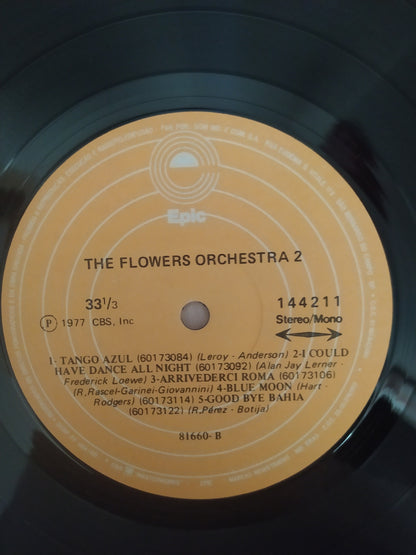 Epic
THE FLOWERS ORCHESTRA 2
33 1/3
144211
Ⓟ 1977 CBS, Inc
Stereo/Mono
1- TANGO AZUL (60173084) (Leroy - Anderson) 2-I COULD
HAVE DANCE ALL NIGHT (60173092) (Alan Jay Lerner -
Frederick Loewe) 3-ARRIVEDERCI ROMA (60173106)
(R,Rascel-Garinei-Giovannini) 4-BLUE MOON (Hart -
Rodgers) (60173114) 5-GOOD BYE BAHIA
(60173122) (R.Pérez - Botija)
81660- B